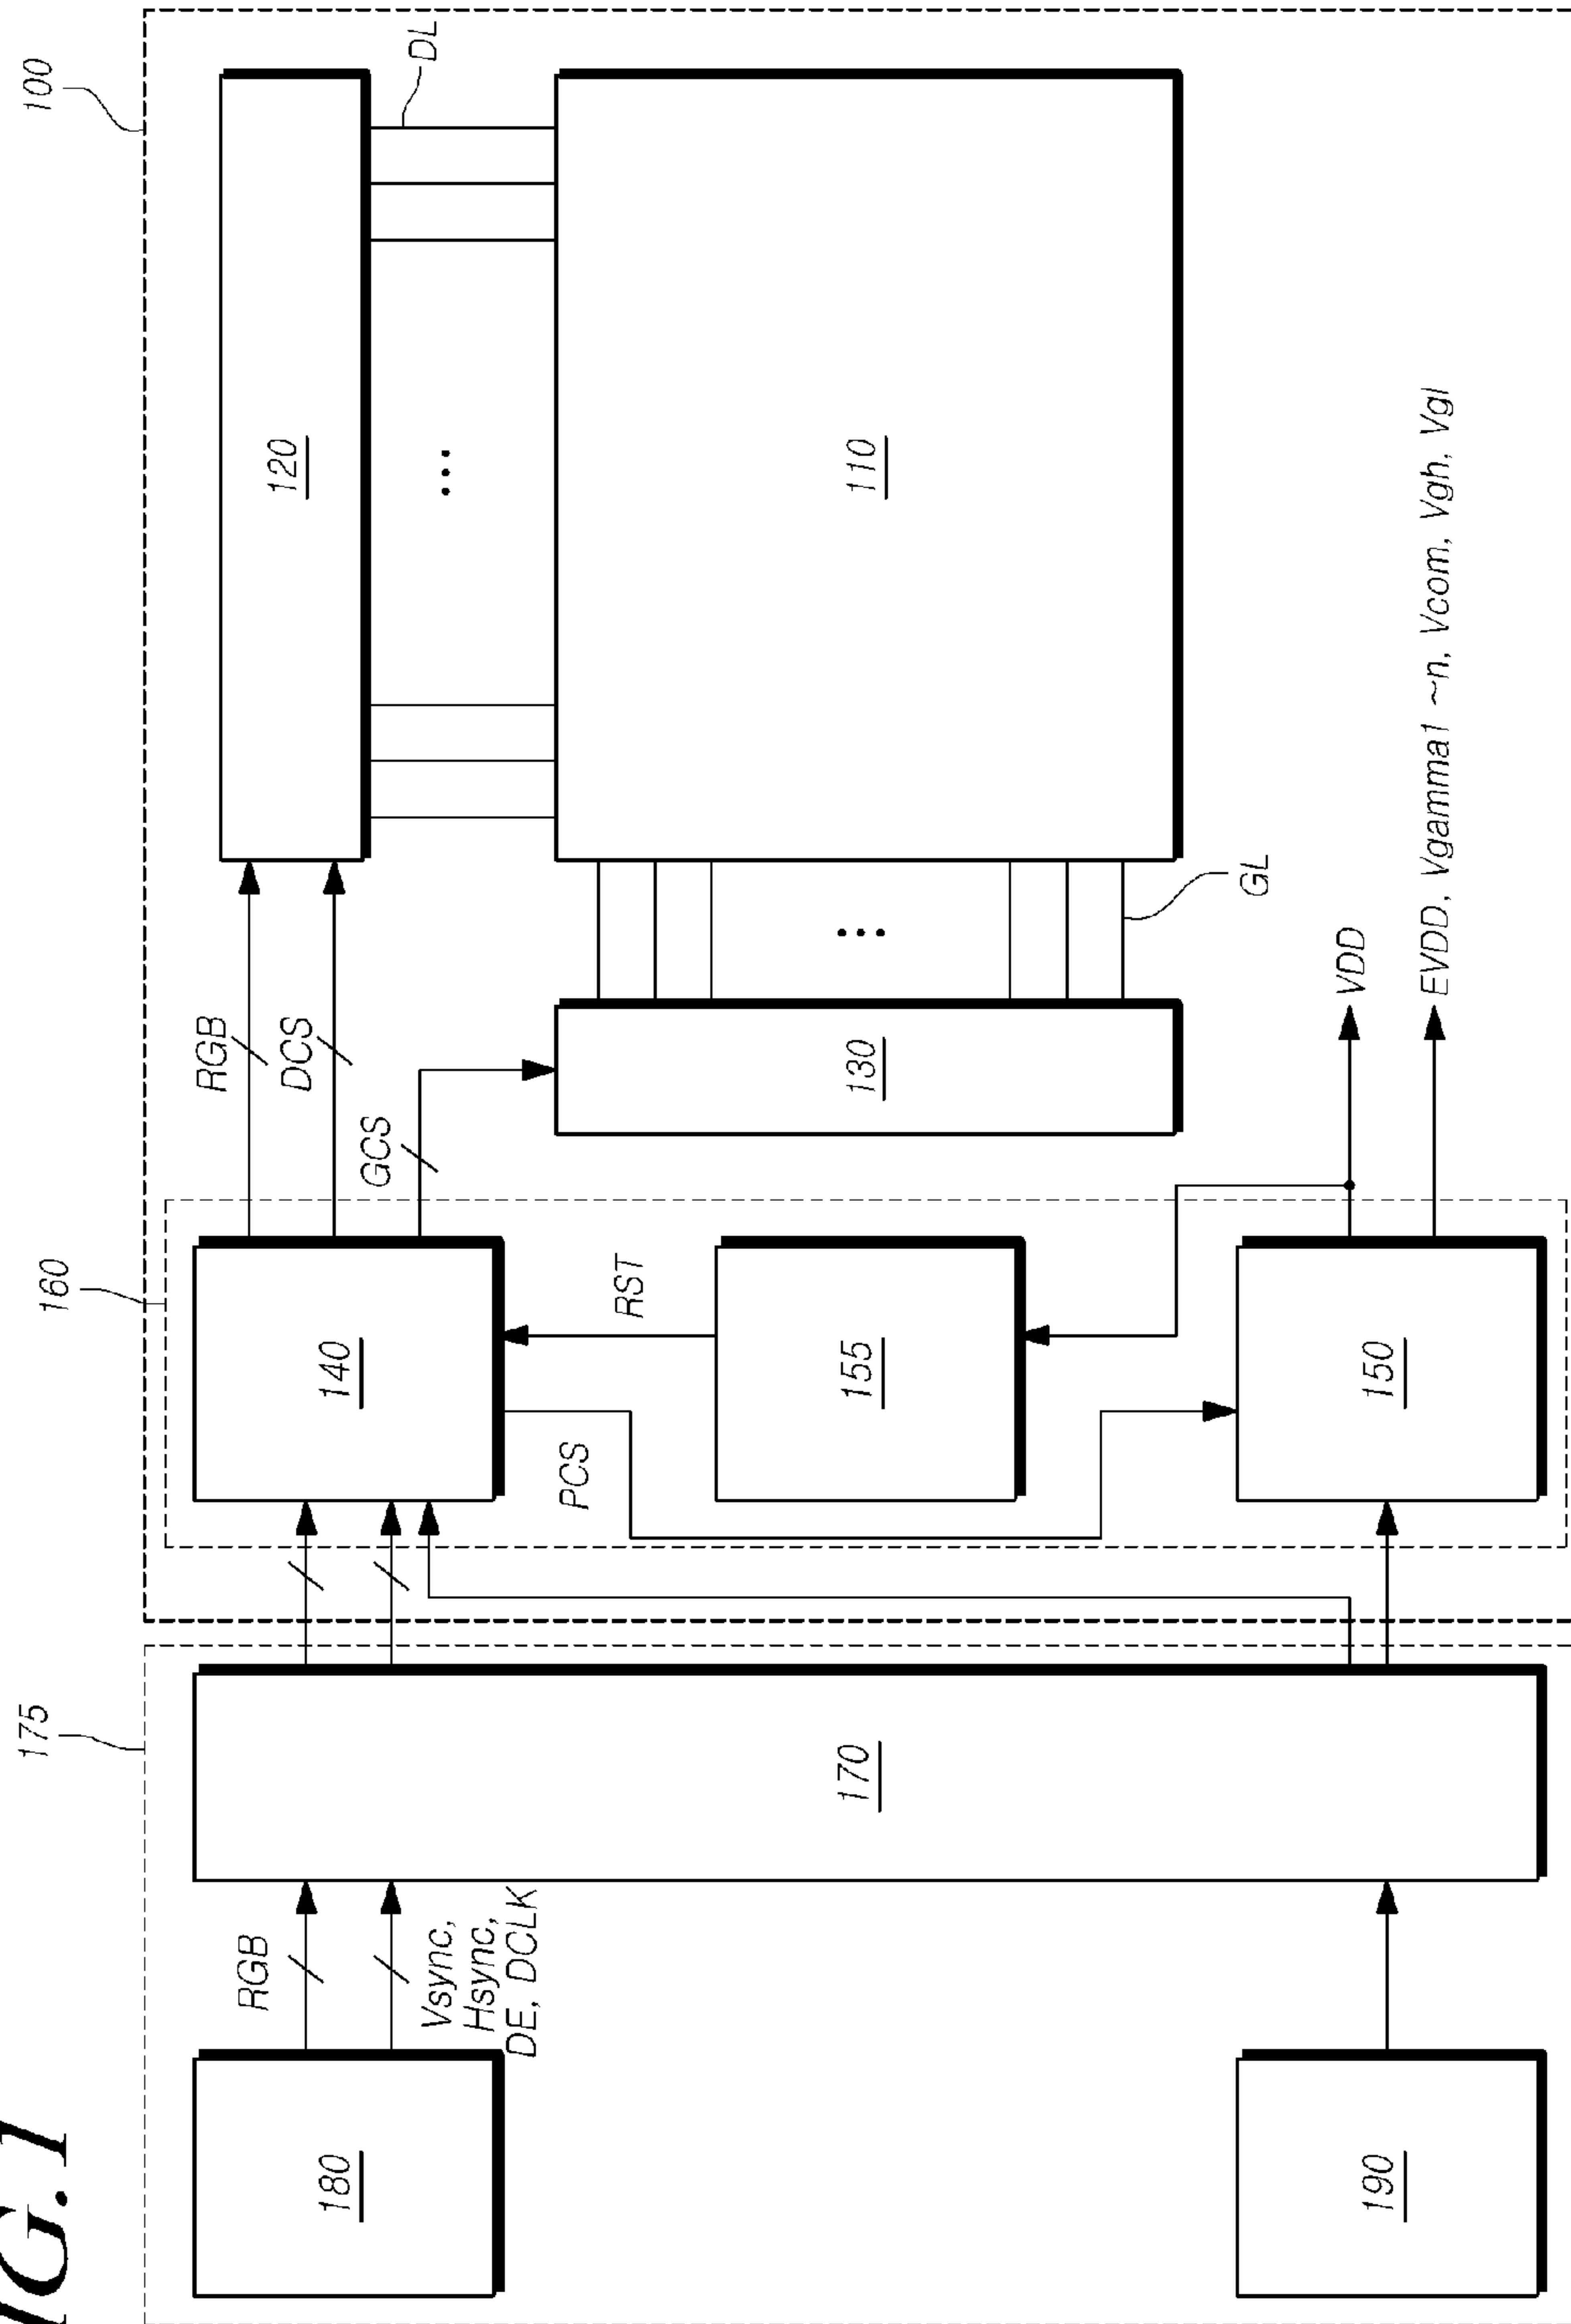 IG. 1
175
160
100
180
RGB
Vsync,
Hsync,
DE, DCLK
190
170
140
PCS
RST
155
150
RGB
DCS
GCS
120
DL
130
110
GL
VDD
EVDD, Vgamma1 ~n, Vcom, Vgh, Vgl